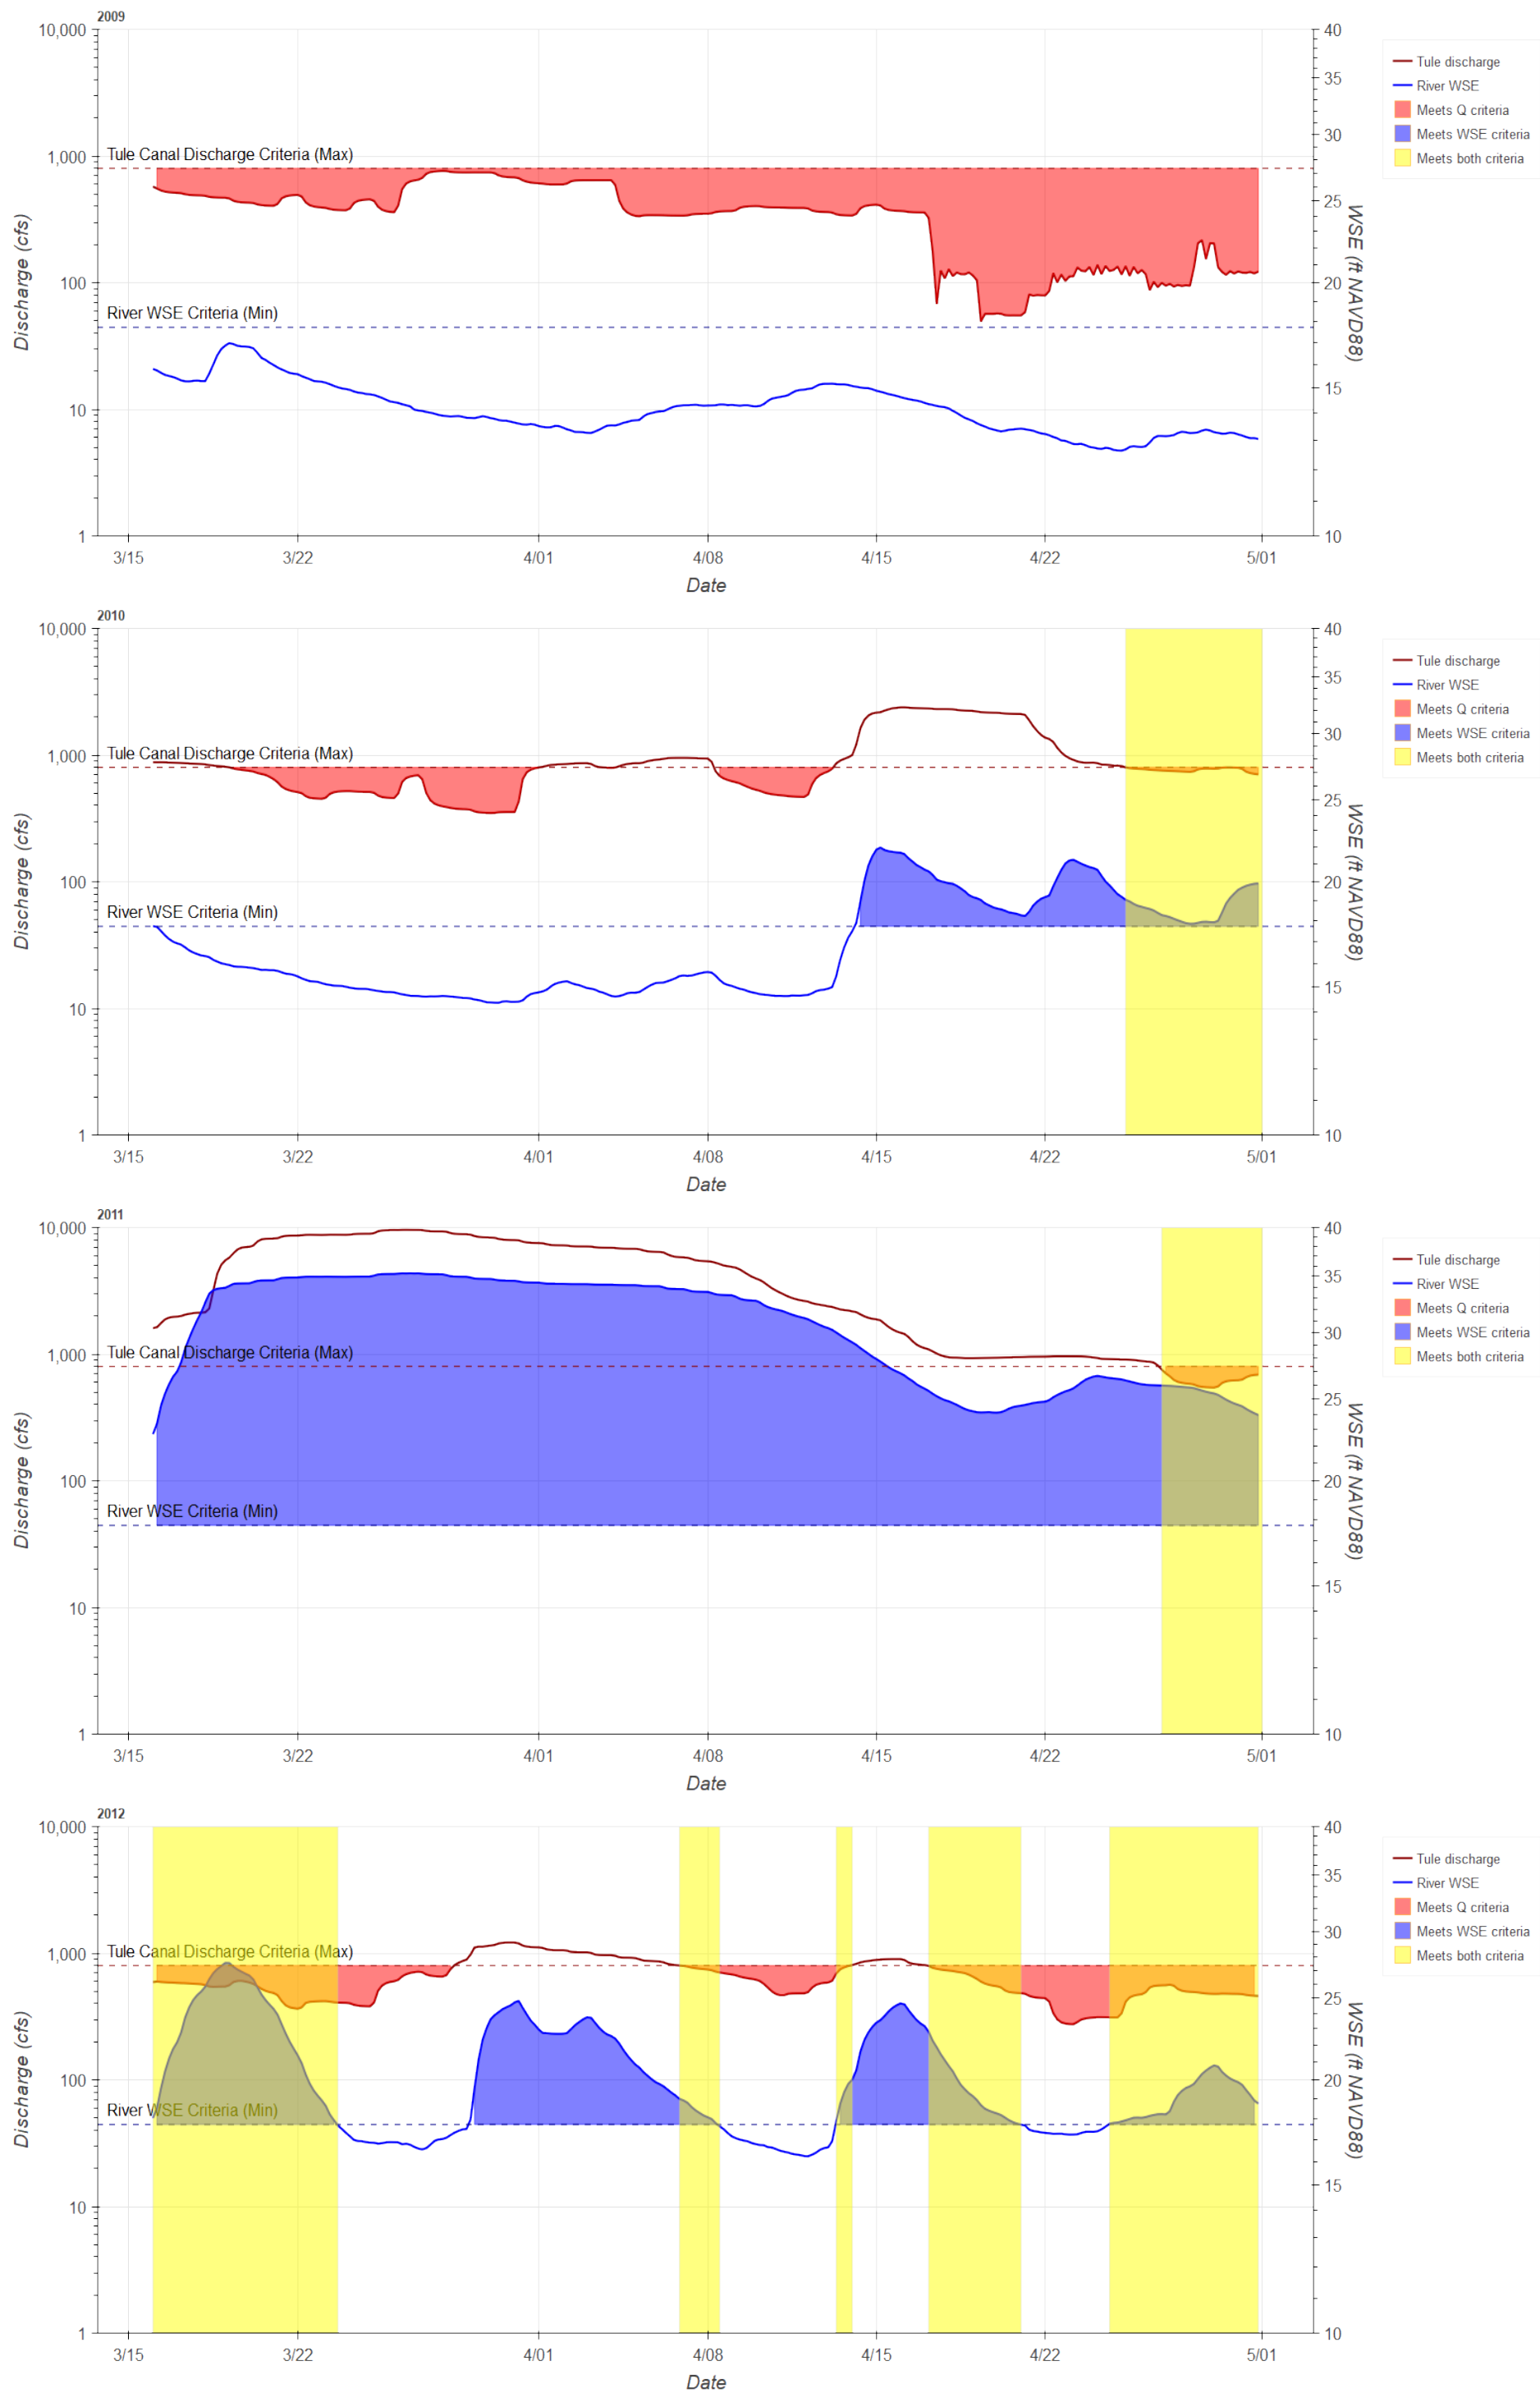 2009
10,000
1,000
100
10
1
Discharge (cfs)
Tule Canal Discharge Criteria (Max)
River WSE Criteria (Min)
40
35
30
25
20
15
10
WSE (ft NAVD88)
3/15 3/22 4/01 4/08 4/15 4/22 5/01
Date
Tule discharge
River WSE
Meets Q criteria
Meets WSE criteria
Meets both criteria
2010
10,000
1,000
100
10
1
Discharge (cfs)
Tule Canal Discharge Criteria (Max)
River WSE Criteria (Min)
40
35
30
25
20
15
10
WSE (ft NAVD88)
3/15 3/22 4/01 4/08 4/15 4/22 5/01
Date
Tule discharge
River WSE
Meets Q criteria
Meets WSE criteria
Meets both criteria
2011
10,000
1,000
100
10
1
Discharge (cfs)
Tule Canal Discharge Criteria (Max)
River WSE Criteria (Min)
40
35
30
25
20
15
10
WSE (ft NAVD88)
3/15 3/22 4/01 4/08 4/15 4/22 5/01
Date
Tule discharge
River WSE
Meets Q criteria
Meets WSE criteria
Meets both criteria
2012
10,000
1,000
100
10
1
Discharge (cfs)
Tule Canal Discharge Criteria (Max)
River WSE Criteria (Min)
40
35
30
25
20
15
10
WSE (ft NAVD88)
3/15 3/22 4/01 4/08 4/15 4/22 5/01
Date
Tule discharge
River WSE
Meets Q criteria
Meets WSE criteria
Meets both criteria